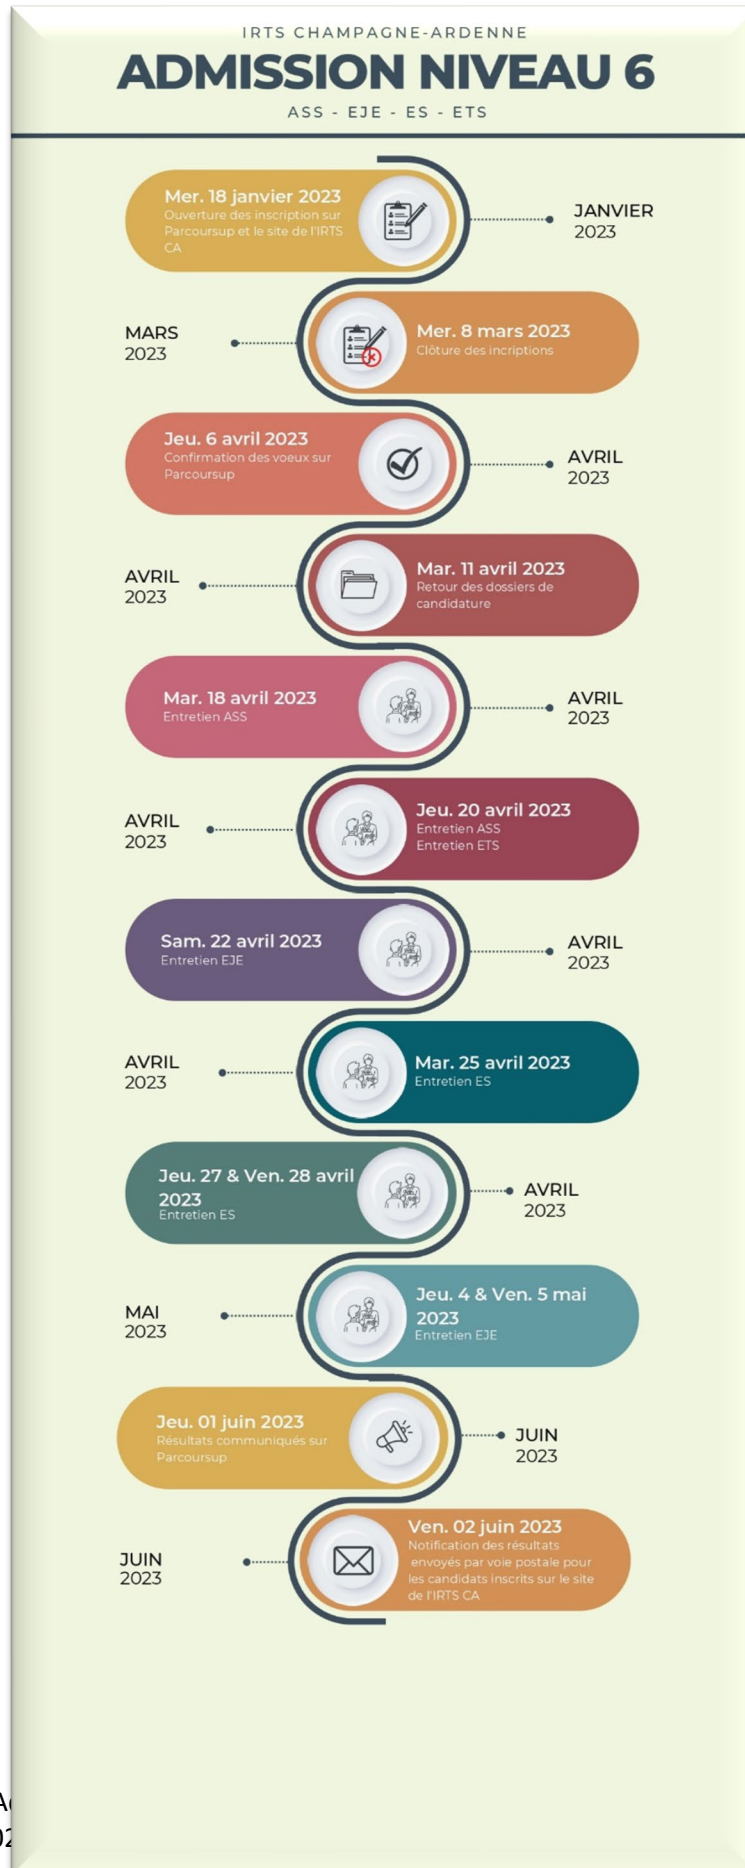 IRTS CHAMPAGNE-ARDENNE
ADMISSION NIVEAU 6
ASS - EJE - ES - ETS
Mer. 18 janvier 2023
Ouverture des inscription sur
Parcoursup et le site de l'IRTS
CA
JANVIER
2023
MARS
2023
Mer. 8 mars 2023
Clôture des incriptions
Jeu. 6 avril 2023
Confirmation des voeux sur
Parcoursup
AVRIL
2023
AVRIL
2023
Mar. 11 avril 2023
Retour des dossiers de
candidature
Mar. 18 avril 2023
Entretien ASS
AVRIL
2023
AVRIL
2023
Jeu. 20 avril 2023
Entretien ASS
Entretien ETS
Sam. 22 avril 2023
Entretien EJE
AVRIL
2023
AVRIL
2023
Mar. 25 avril 2023
Entretien ES
Jeu. 27 & Ven. 28 avril
2023
Entretien ES
AVRIL
2023
MAI
2023
Jeu. 4 & Ven. 5 mai
2023
Entretien EJE
Jeu. 01 juin 2023
Résultats communiqués sur
Parcoursup
JUIN
2023
JUIN
2023
Ven. 02 juin 2023
Notification des résultats
envoyés par voie postale pour
les candidats inscrits sur le site
de l'IRTS CA